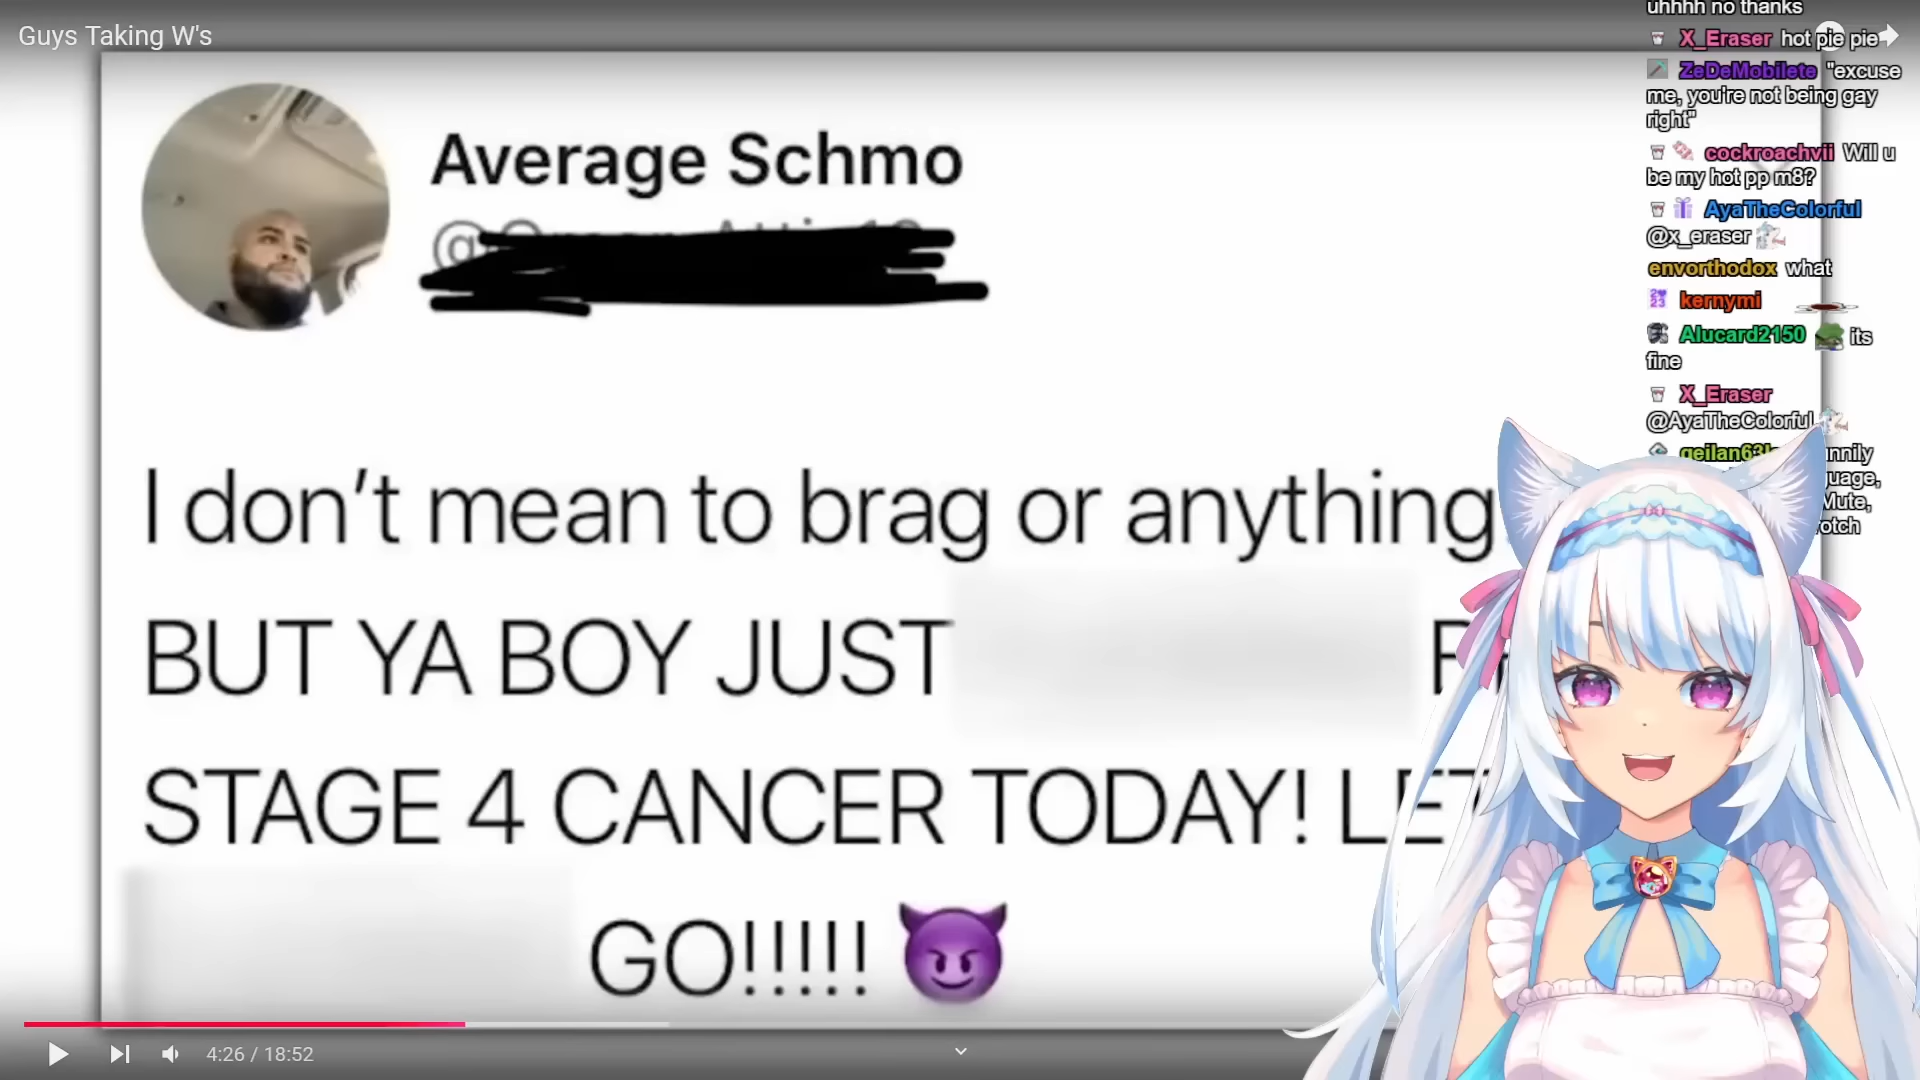 Guys Taking W's
Average Schmo
I don't mean to brag or anything
BUT YA BOY JUST
STAGE 4 CANCER TODAY! LET
GO!!!!! 😈
4:26 / 18:52
uhhhh no thanks
X_Eraser hot pie pie
ZeDeMobilete "excuse
me, you're not being gay
right"
cockroachvii Will u
be my hot pp m8?
AyaTheColorful
@x_eraser
envorthodox what
kernymi
Alucard2150 its
fine
X_Eraser
@AyaTheColorful
Mute,